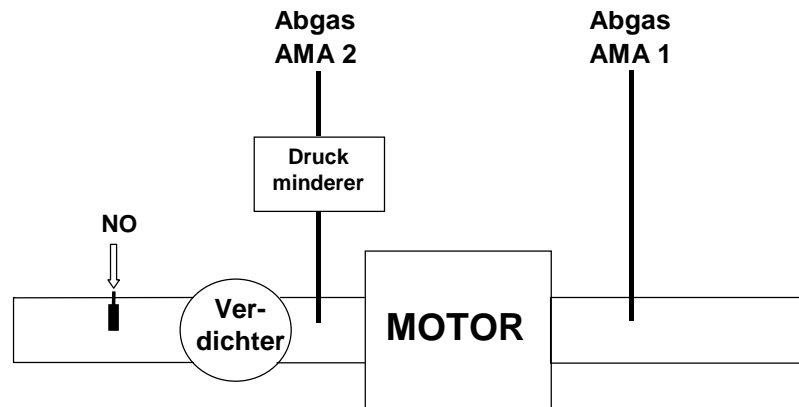 Abgas
AMA 2
Abgas
AMA 1
Druck
minderer
NO
Ver-
dichter
MOTOR